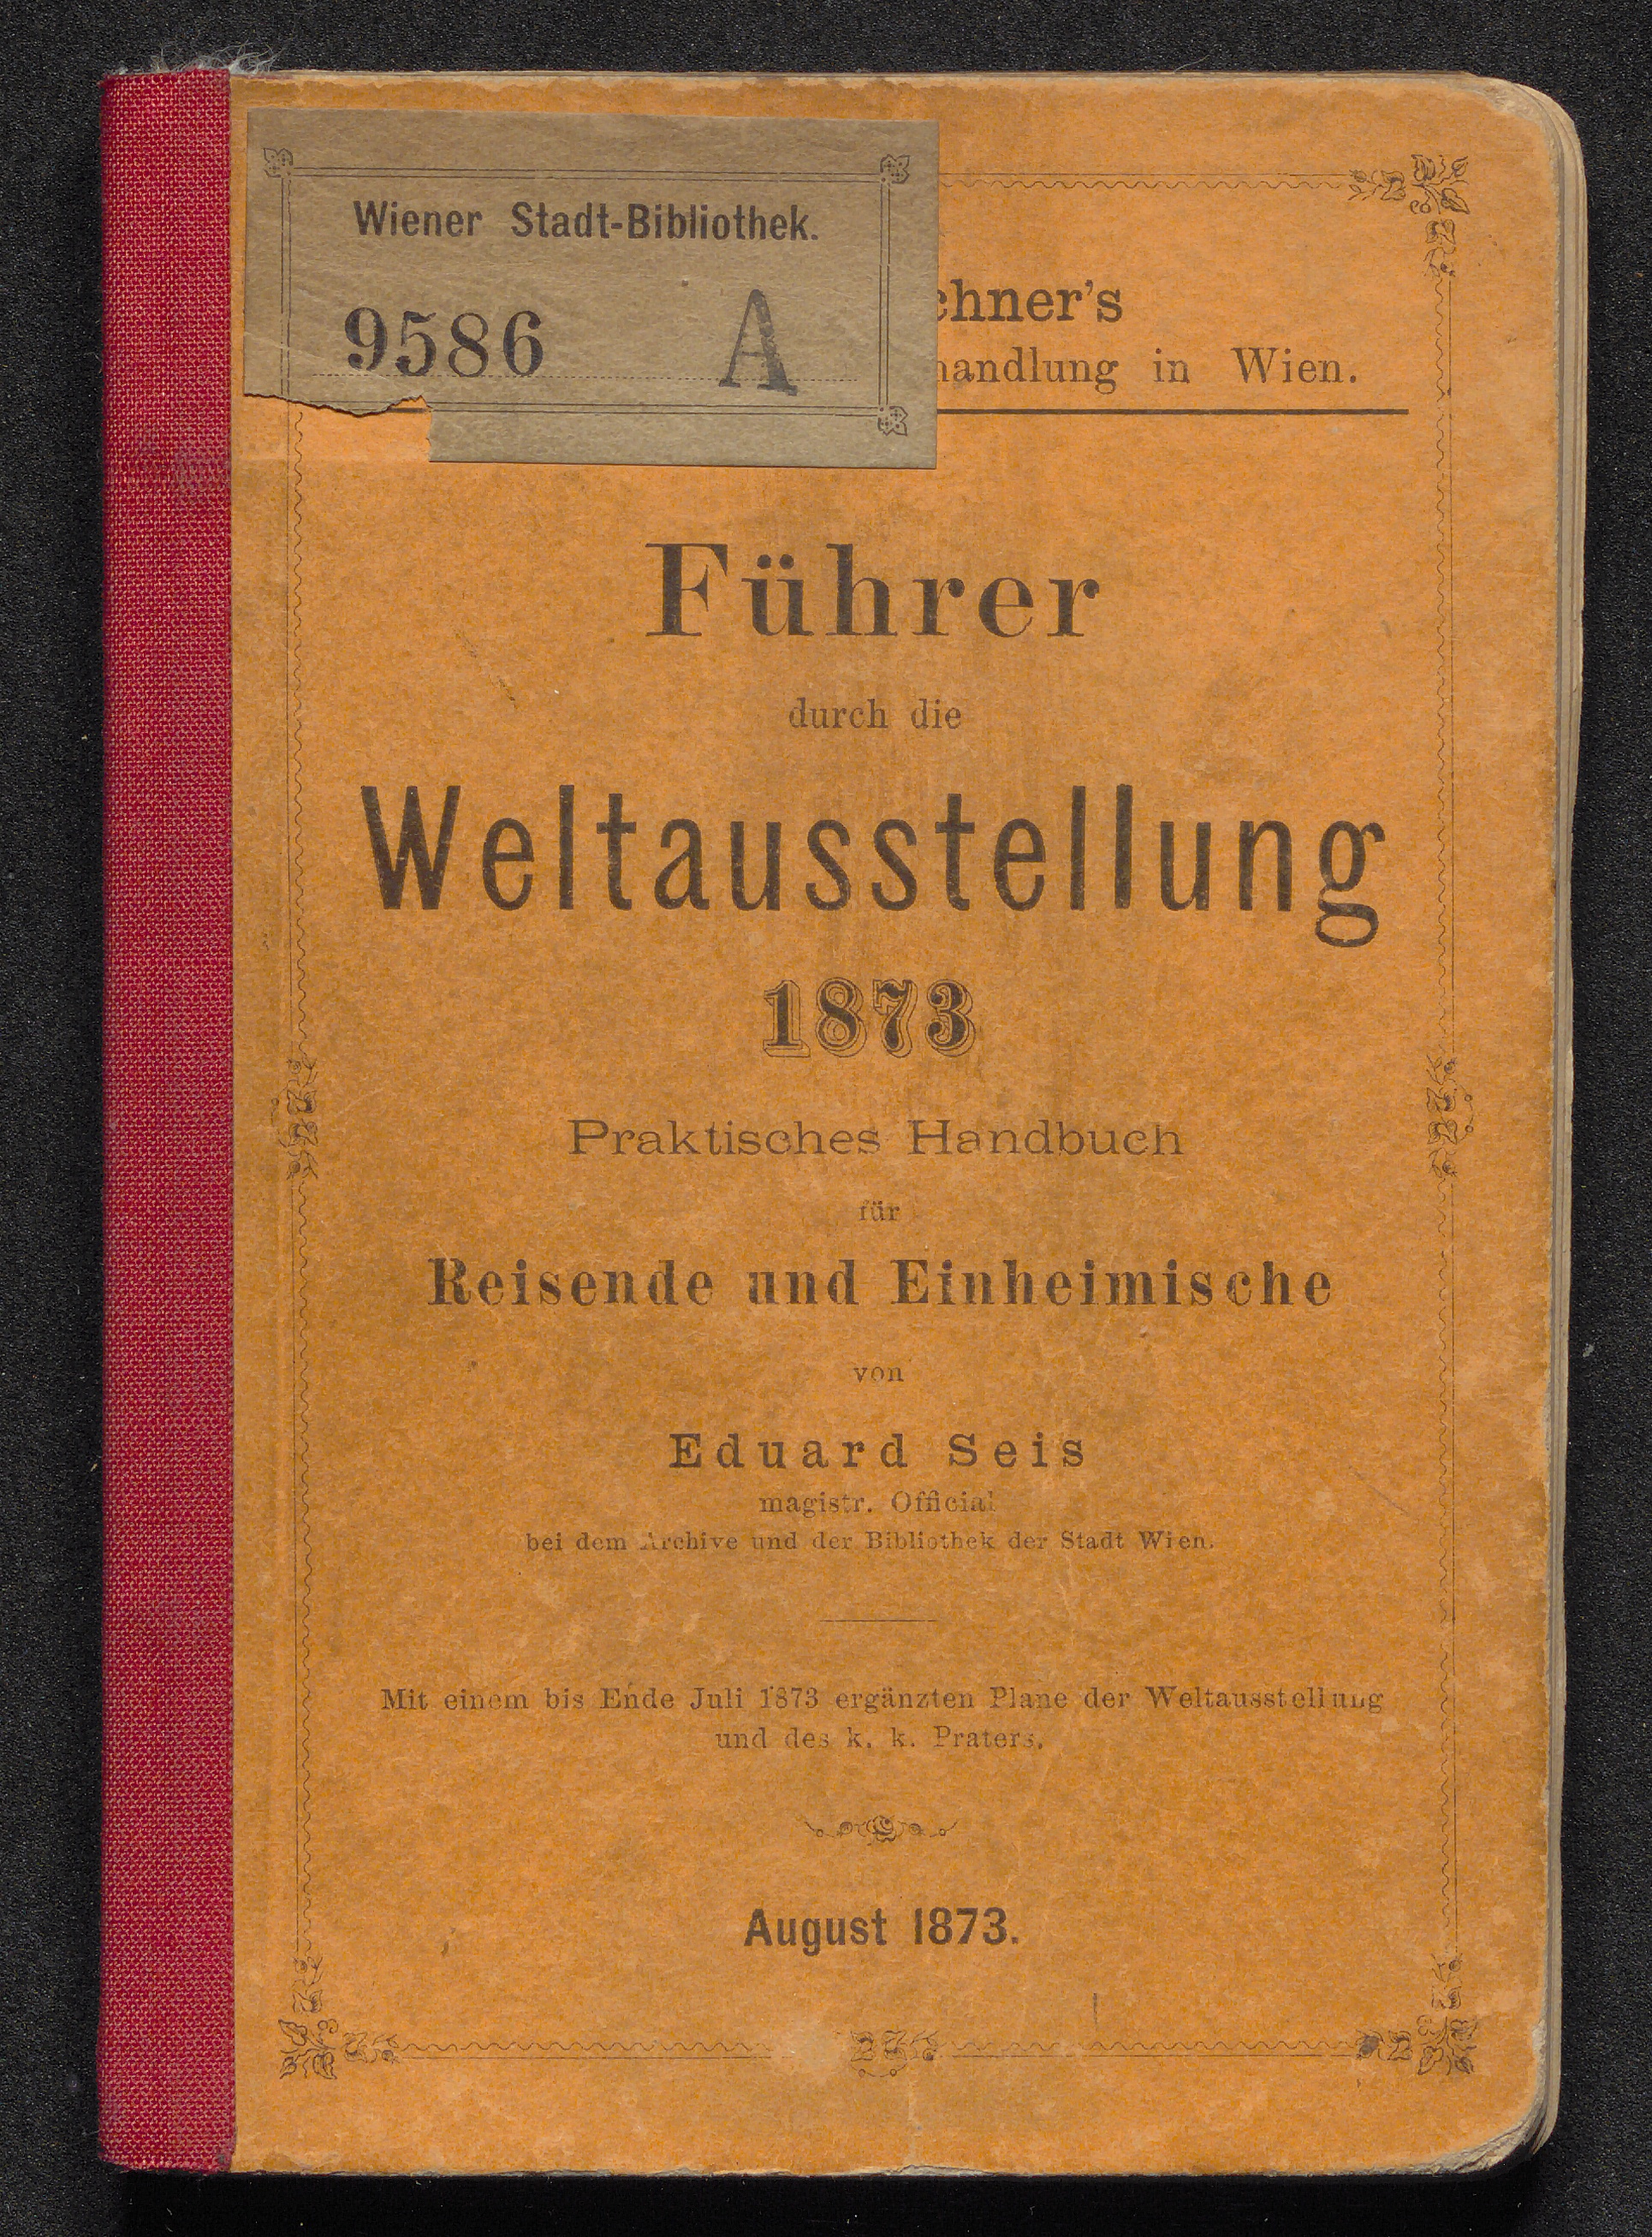 Wiener Stadt-Bibliothek.
9586 A
chner's
handlung in Wien.
Führer
durch die
Weltausstellung
1873
Praktisches Handbuch
für
Reisende und Einheimische
von
Eduard Seis
magistr. Official
bei dem Archive und der Bibliothek der Stadt Wien.
Mit einem bis Ende Juli 1873 ergänzten Plane der Weltausstellung
und des k. k. Praters.
August 1873.